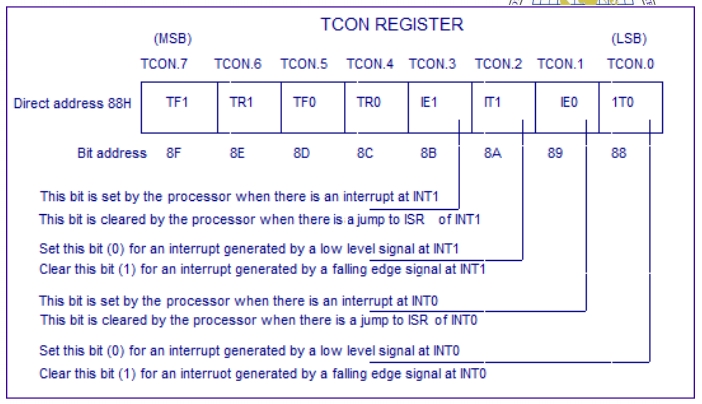 TCON REGISTER
(MSB) (LSB)
TCON.7 TCON.6 TCON.5 TCON.4 TCON.3 TCON.2 TCON.1 TCON.0
Direct address 88H TF1 TR1 TF0 TR0 IE1 IT1 IE0 1T0
Bit address 8F 8E 8D 8C 8B 8A 89 88
This bit is set by the processor when there is an interrupt at INT1
This bit is cleared by the processor when there is a jump to ISR of INT1
Set this bit (0) for an interrupt generated by a low level signal at INT1
Clear this bit (1) for an interrupt generated by a falling edge signal at INT1
This bit is set by the processor when there is an interrupt at INT0
This bit is cleared by the processor when there is a jump to ISR of INT0
Set this bit (0) for an interrupt generated by a low level signal at INT0
Clear this bit (1) for an interruot generated by a falling edge signal at INT0